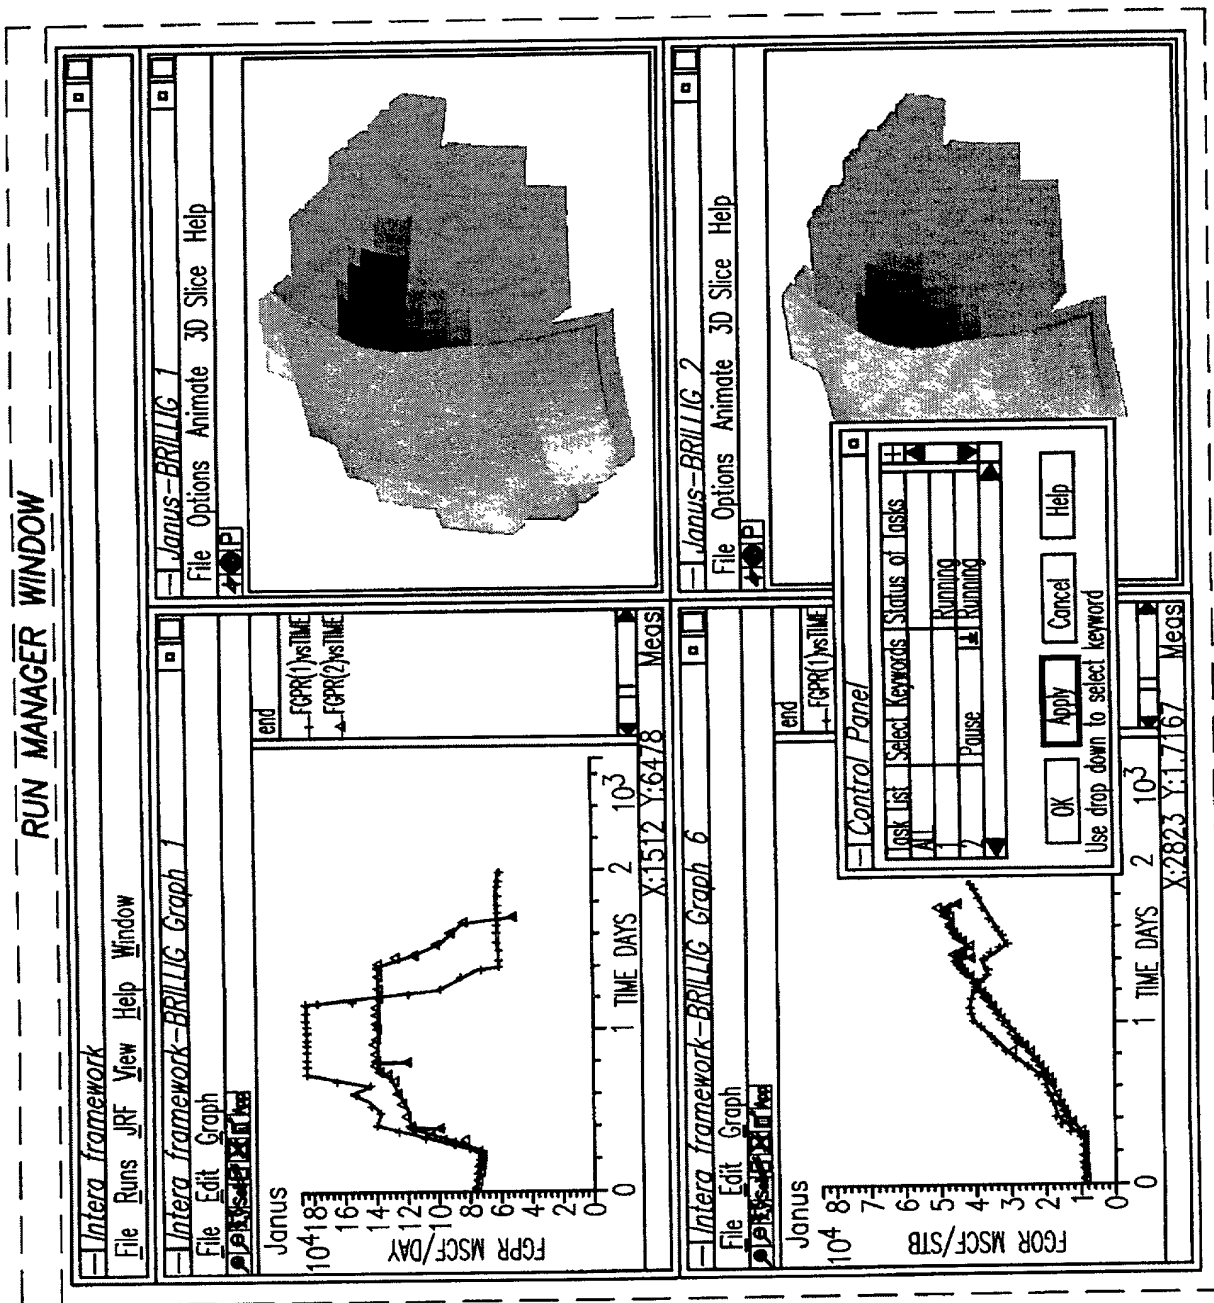 RUN MANAGER WINDOW
Intera framework
File Runs JRF View Help Window
Intera framework-BRILLIG Graph 1
File Edit Graph
Janus
10⁴
18
16
14
12
10
8
6
4
2
0
FGPR MSCF/DAY
0 1 TIME DAYS 2 10³
end
FGPR(1)vsTIME
FGPR(2)vsTIME
X:1512 Y:6478 Meas
Janus-BRILLIG 1
File Options Animate 3D Slice Help
P
Intera framework-BRILLIG Graph 6
File Edit Graph
Janus
10⁴
8
7
6
5
4
3
2
1
0
FGOR MSCF/STB
0 1 TIME DAYS 2 10³
end
FGPR(1)vsTIME
X:2823 Y:1.7167 Meas
Janus-BRILLIG 2
File Options Animate 3D Slice Help
P
Control Panel
Task List Select Keywords Status of Tasks
All
1 Running
2 Pause Running
OK Apply Cancel Help
Use drop down to select keyword